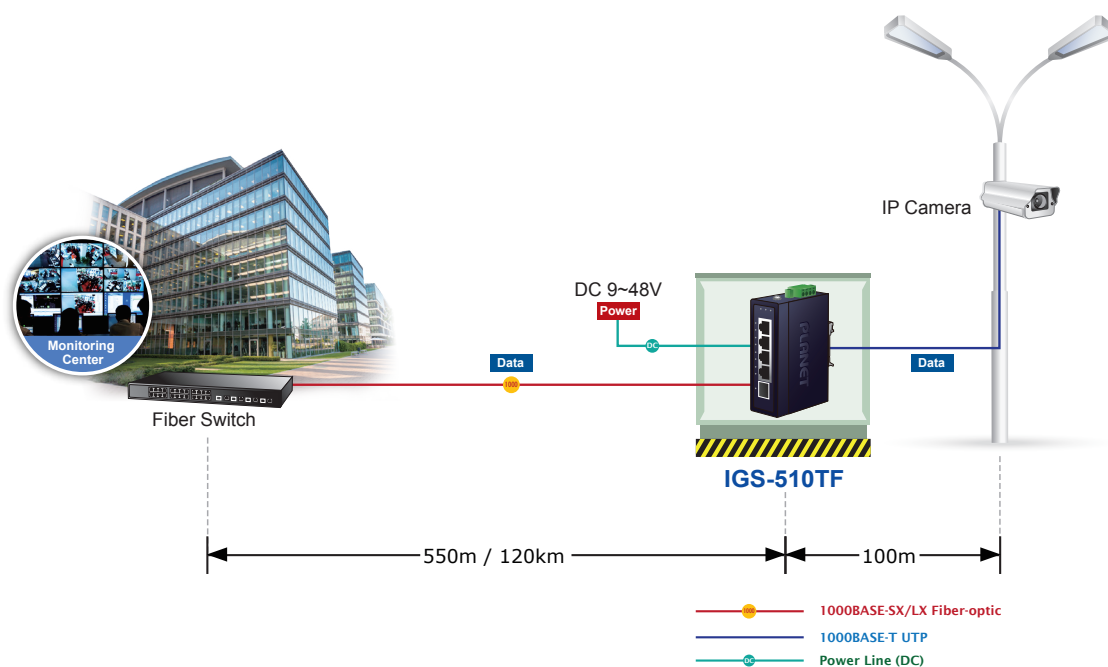 IP Camera
DC 9~48V
Power
DC
PLANET
Monitoring
Center
Data
1000
Data
Fiber Switch
IGS-510TF
550m / 120km
100m
1000
1000BASE-SX/LX Fiber-optic
1000BASE-T UTP
DC
Power Line (DC)